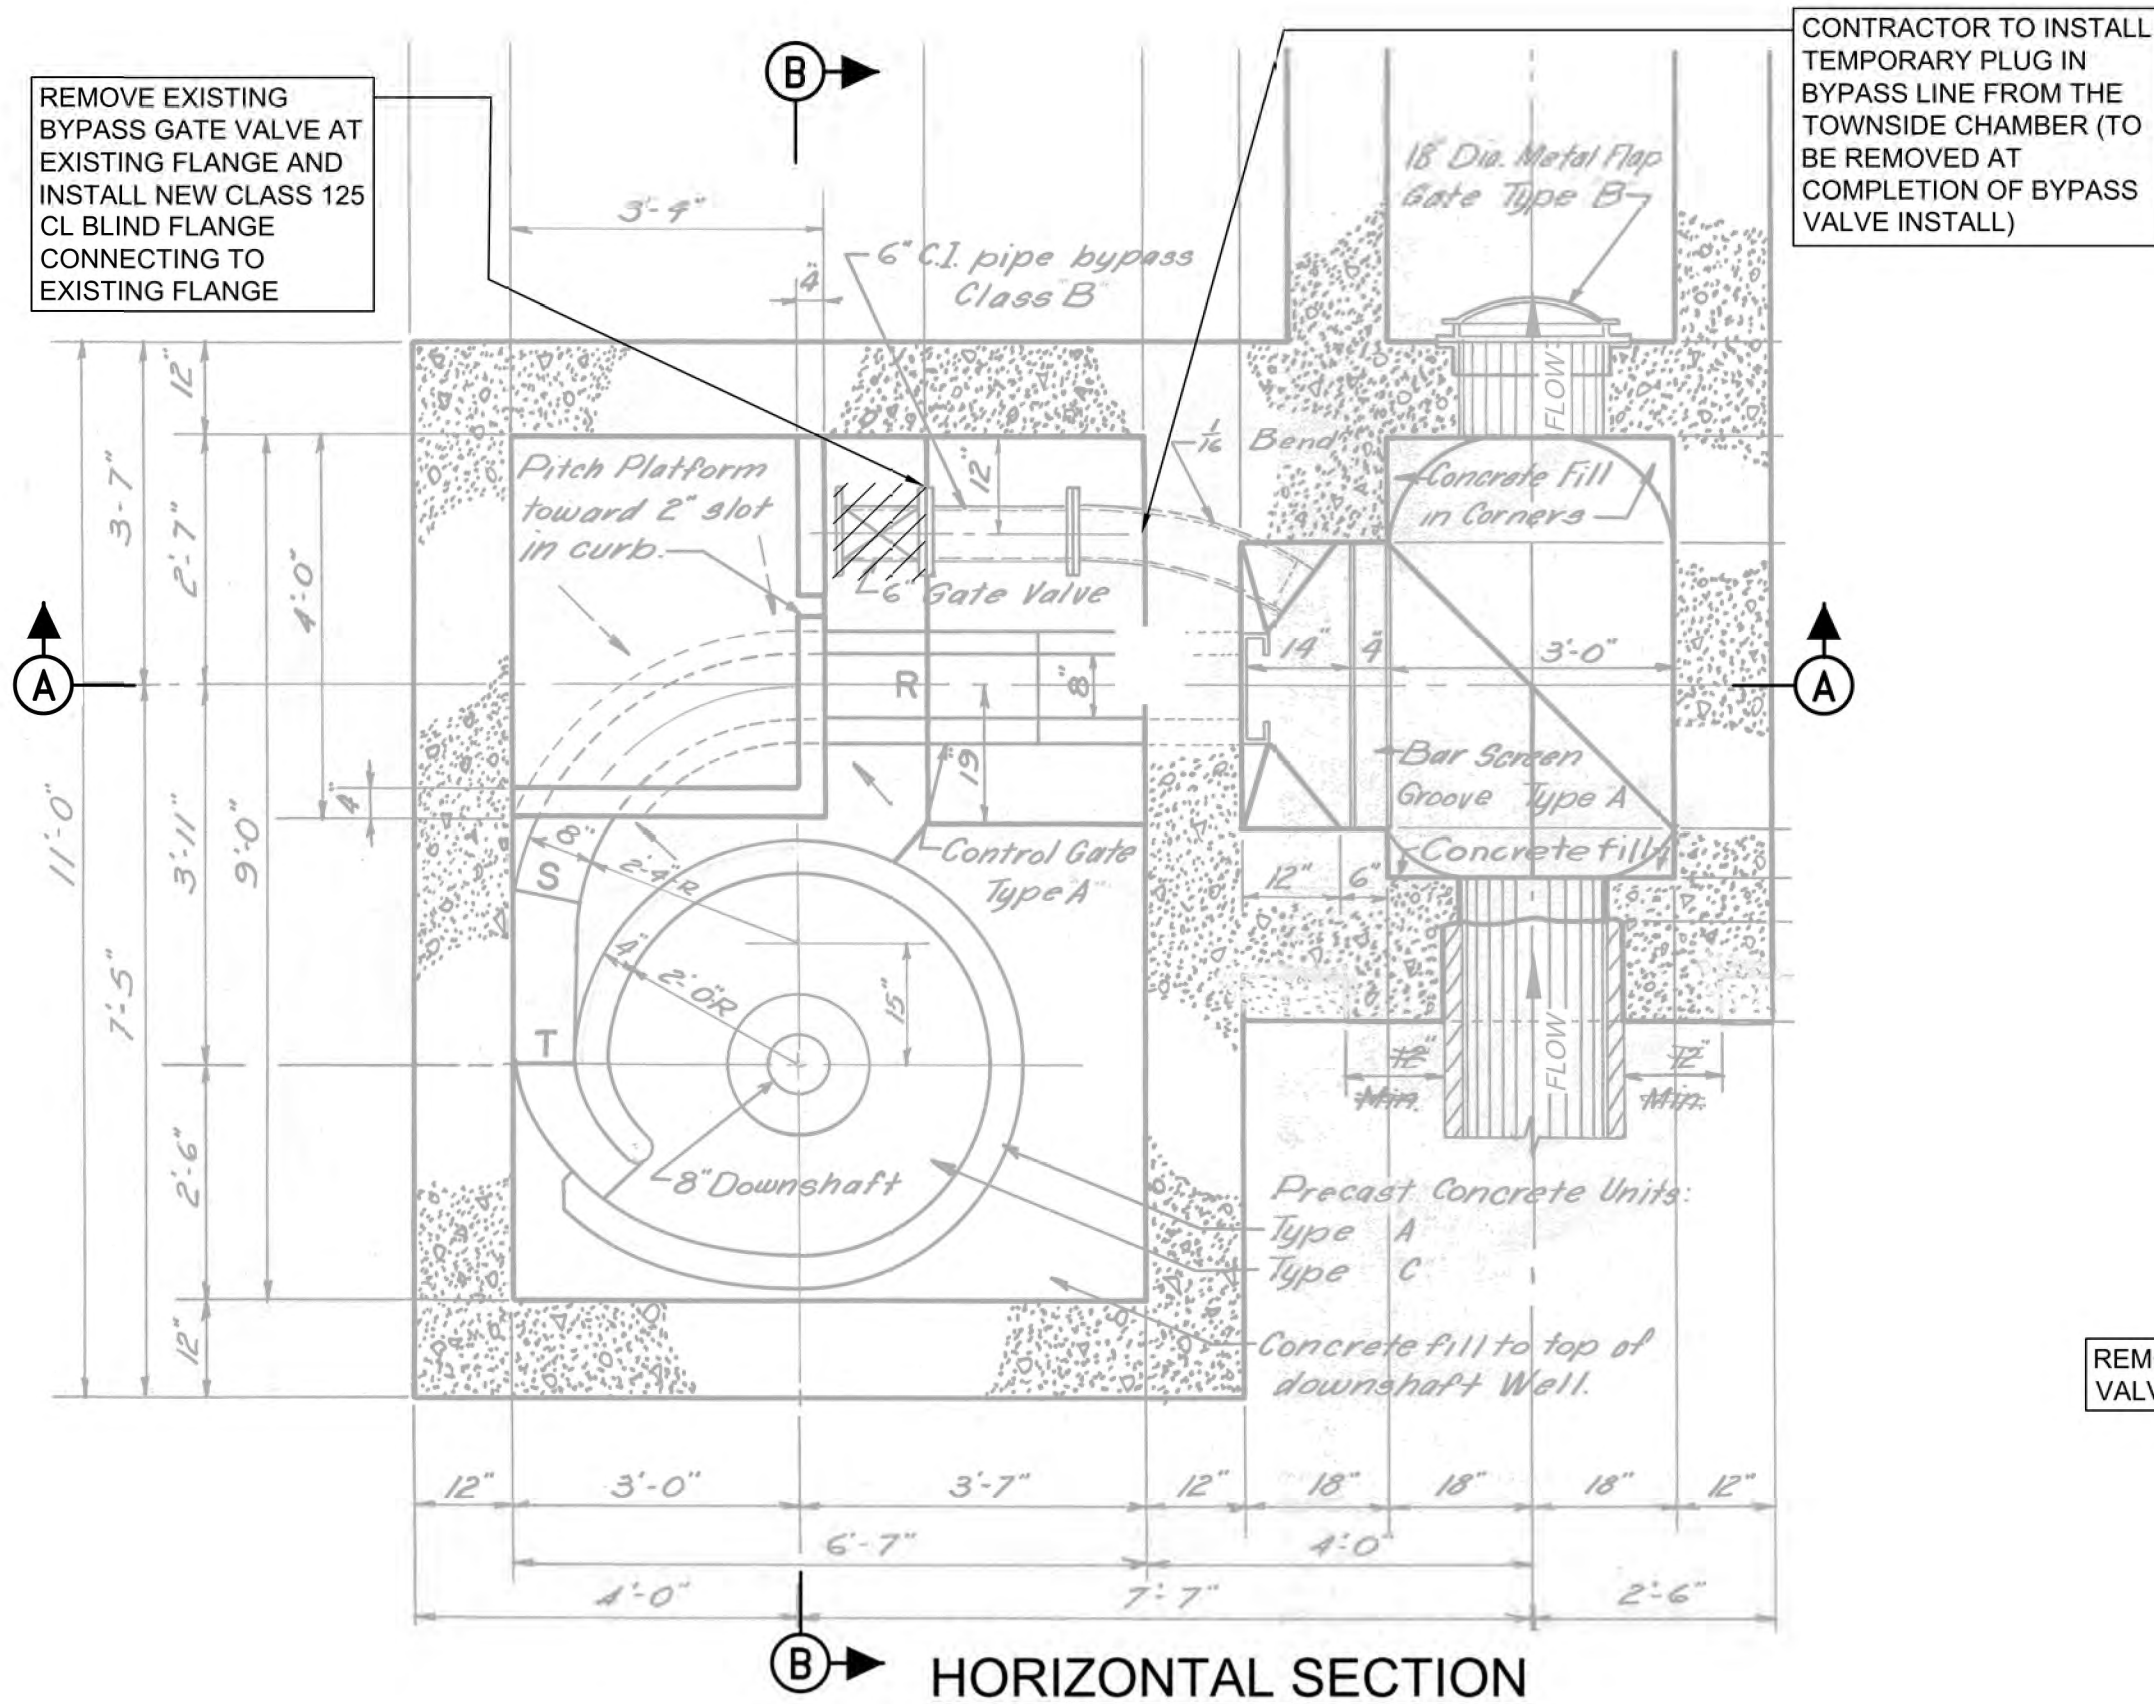 REMOVE EXISTING
BYPASS GATE VALVE AT
EXISTING FLANGE AND
INSTALL NEW CLASS 125
CL BLIND FLANGE
CONNECTING TO
EXISTING FLANGE
B
CONTRACTOR TO INSTALL
TEMPORARY PLUG IN
BYPASS LINE FROM THE
TOWNSIDE CHAMBER (TO
BE REMOVED AT
COMPLETION OF BYPASS
VALVE INSTALL)
18" Dia. Metal Flap
Gate Type B
3'-4"
4"
6" C.I. pipe bypass
Class "B"
12"
3'-7"
2'-7"
4'-0"
Pitch Platform
toward 2" slot
in curb.
12"
1/16 Bend
FLOW
Concrete Fill
in Corners
6" Gate Valve
A
R
8"
14"
4"
3'-0"
A
19"
Bar Screen
Groove Type A
11'-0"
3'-11"
9'-0"
4"
8"
S
2'-4"R
Control Gate
Type "A"
Concrete fill
12"
6"
7'-5"
4"
2'-0"R
15"
T
12"
Min.
FLOW
12"
Min.
2'-6"
8" Downshaft
Precast Concrete Units:
Type A
Type C
12"
Concrete fill to top of
downshaft Well.
REM
VALV
12"
3'-0"
3'-7"
12"
18"
18"
18"
12"
6'-7"
4'-0"
4'-0"
7'-7"
2'-6"
B
HORIZONTAL SECTION